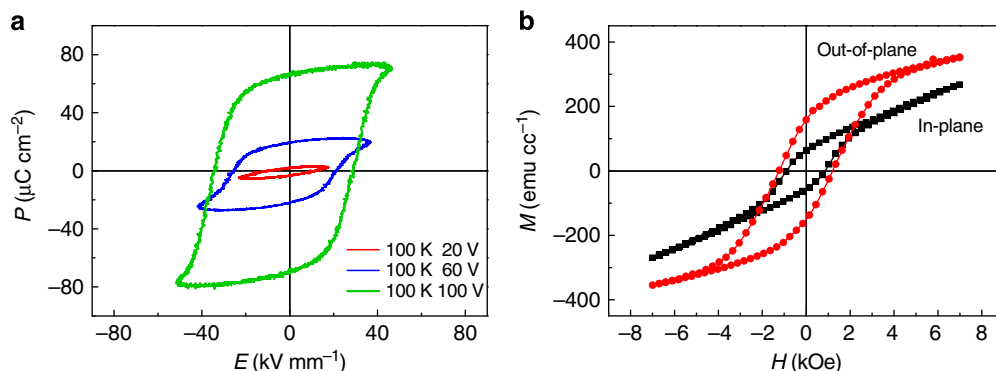 a
80
40
0
−40
−80
P (μC cm⁻²)
−80
−40
0
40
80
E (kV mm⁻¹)
100 K 20 V
100 K 60 V
100 K 100 V
b
400
200
0
−200
−400
M (emu cc⁻¹)
−8
−6
−4
−2
0
2
4
6
8
H (kOe)
Out-of-plane
In-plane